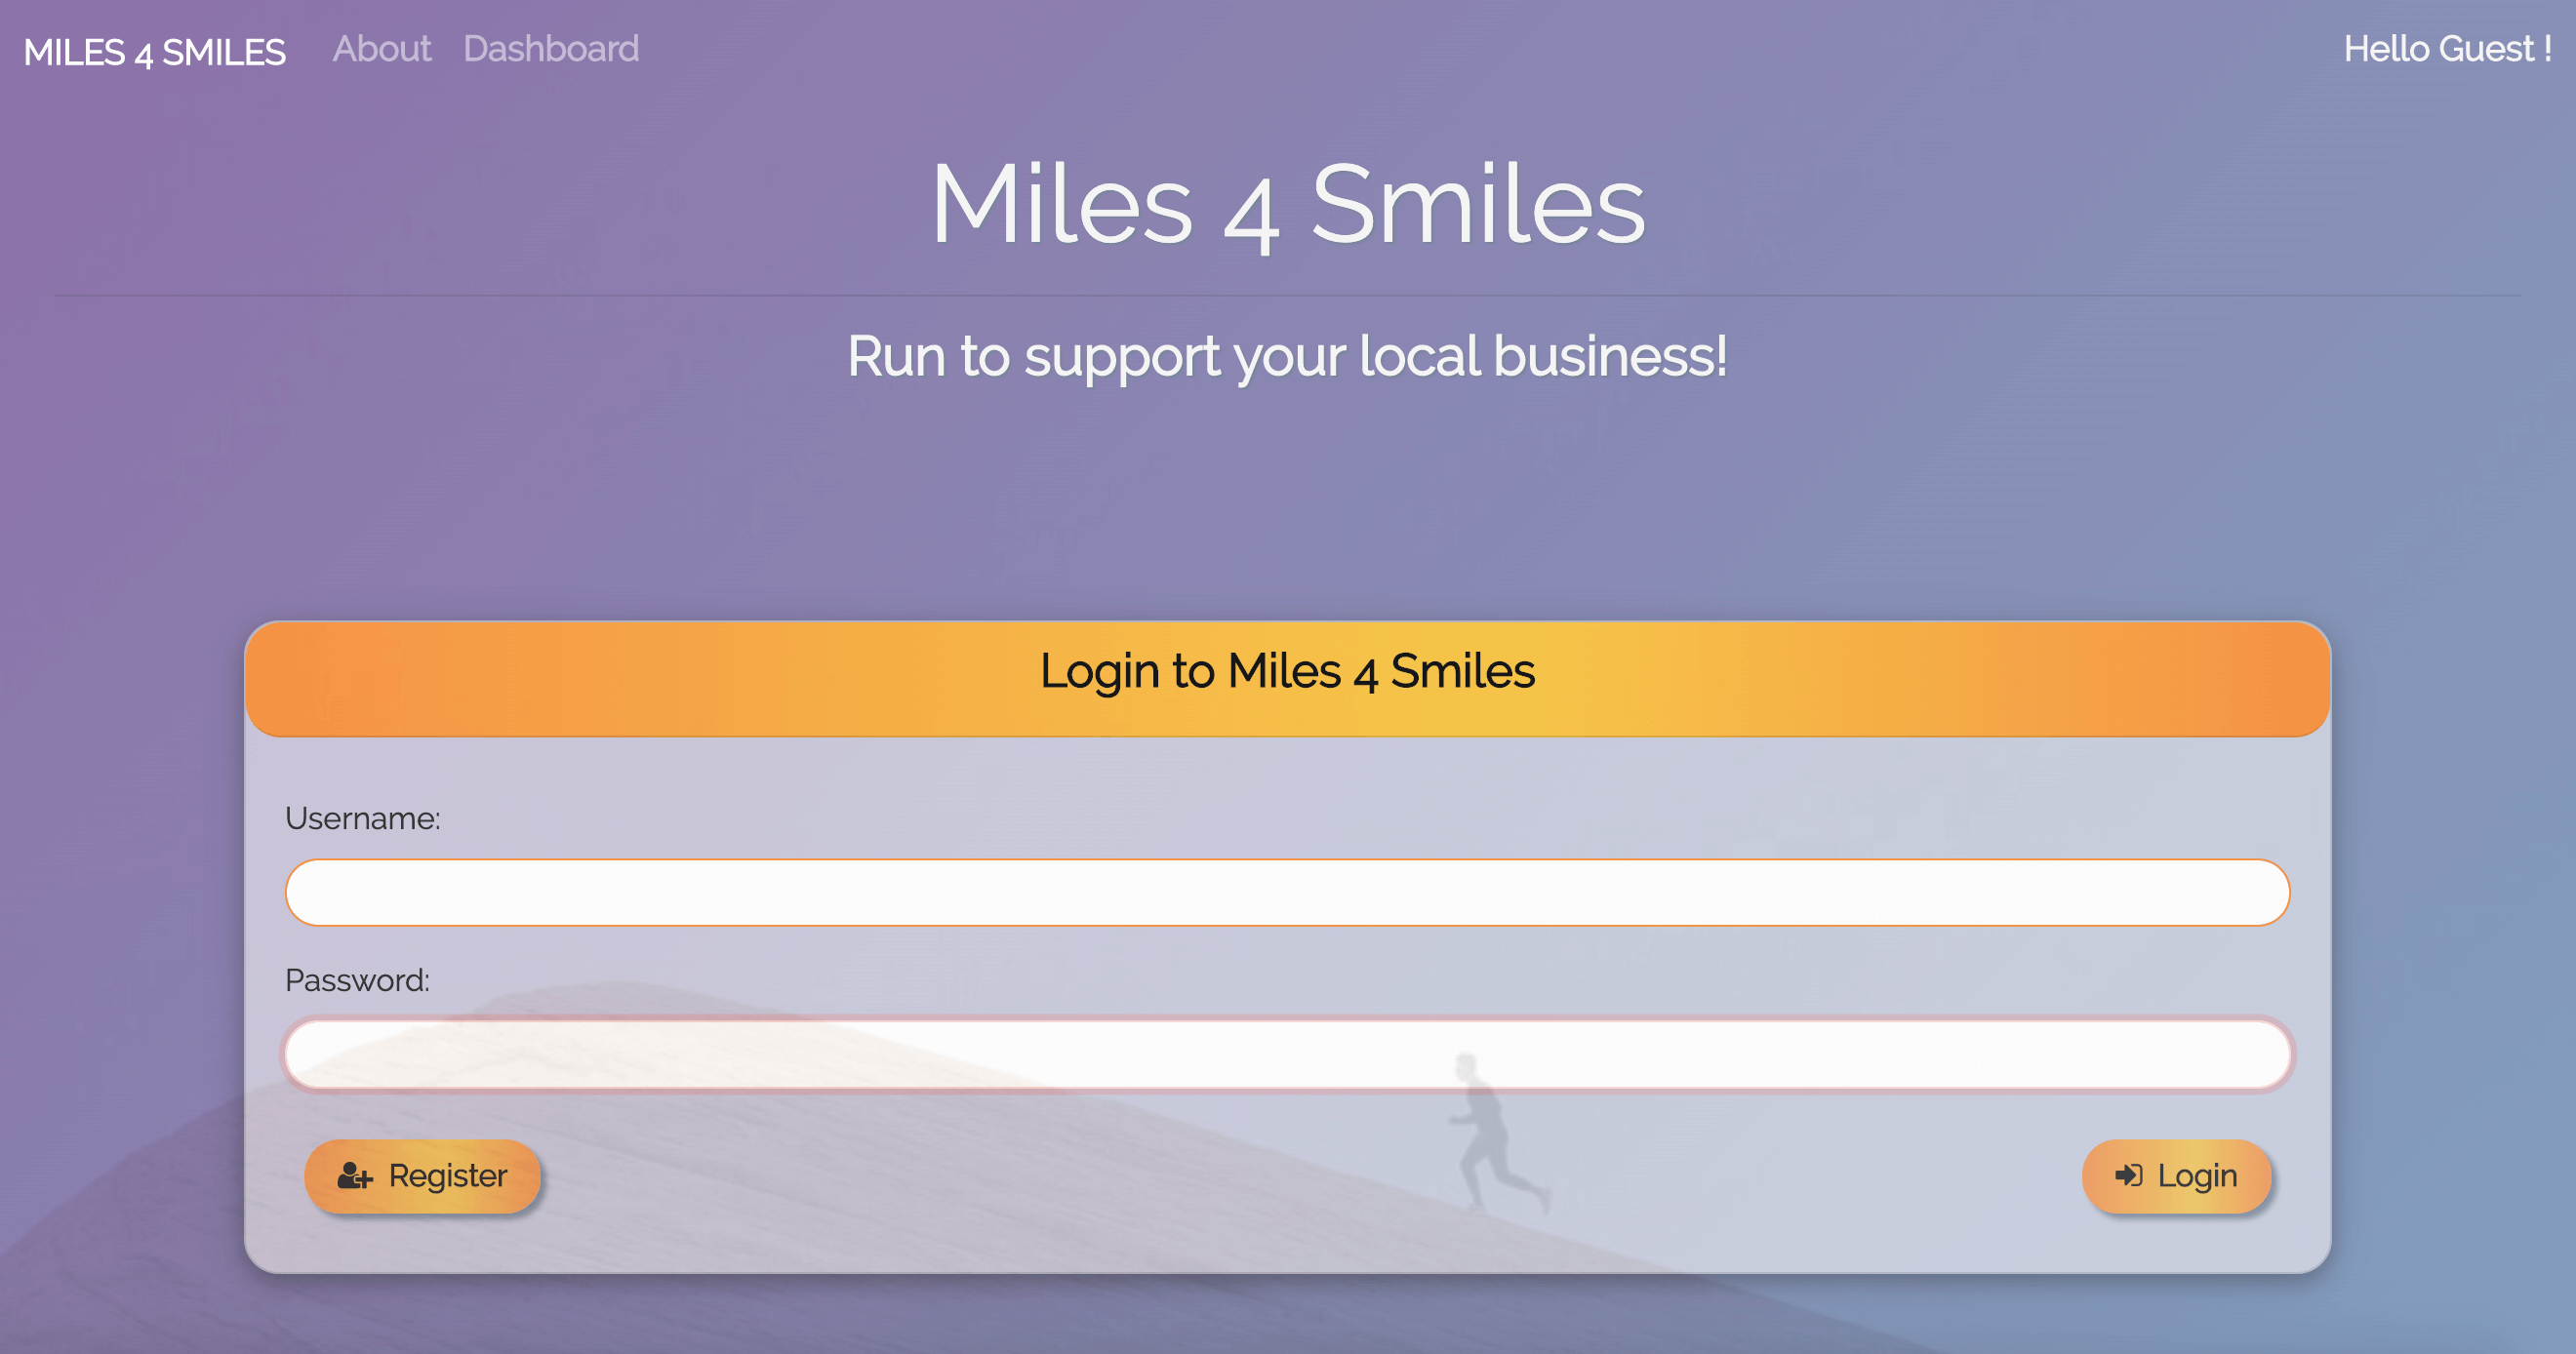 MILES 4 SMILES About Dashboard Hello Guest !
Miles 4 Smiles
Run to support your local business!
Login to Miles 4 Smiles
Username:
Password:
Register Login